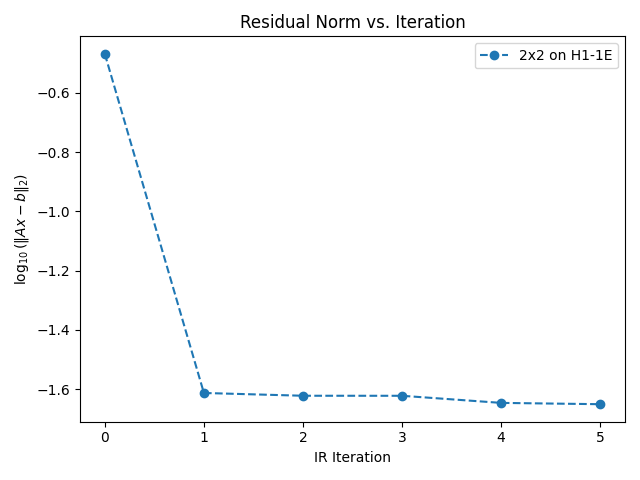 Residual Norm vs. Iteration
2x2 on H1-1E
log₁₀(‖Ax − b‖₂)
−0.6
−0.8
−1.0
−1.2
−1.4
−1.6
0 1 2 3 4 5
IR Iteration